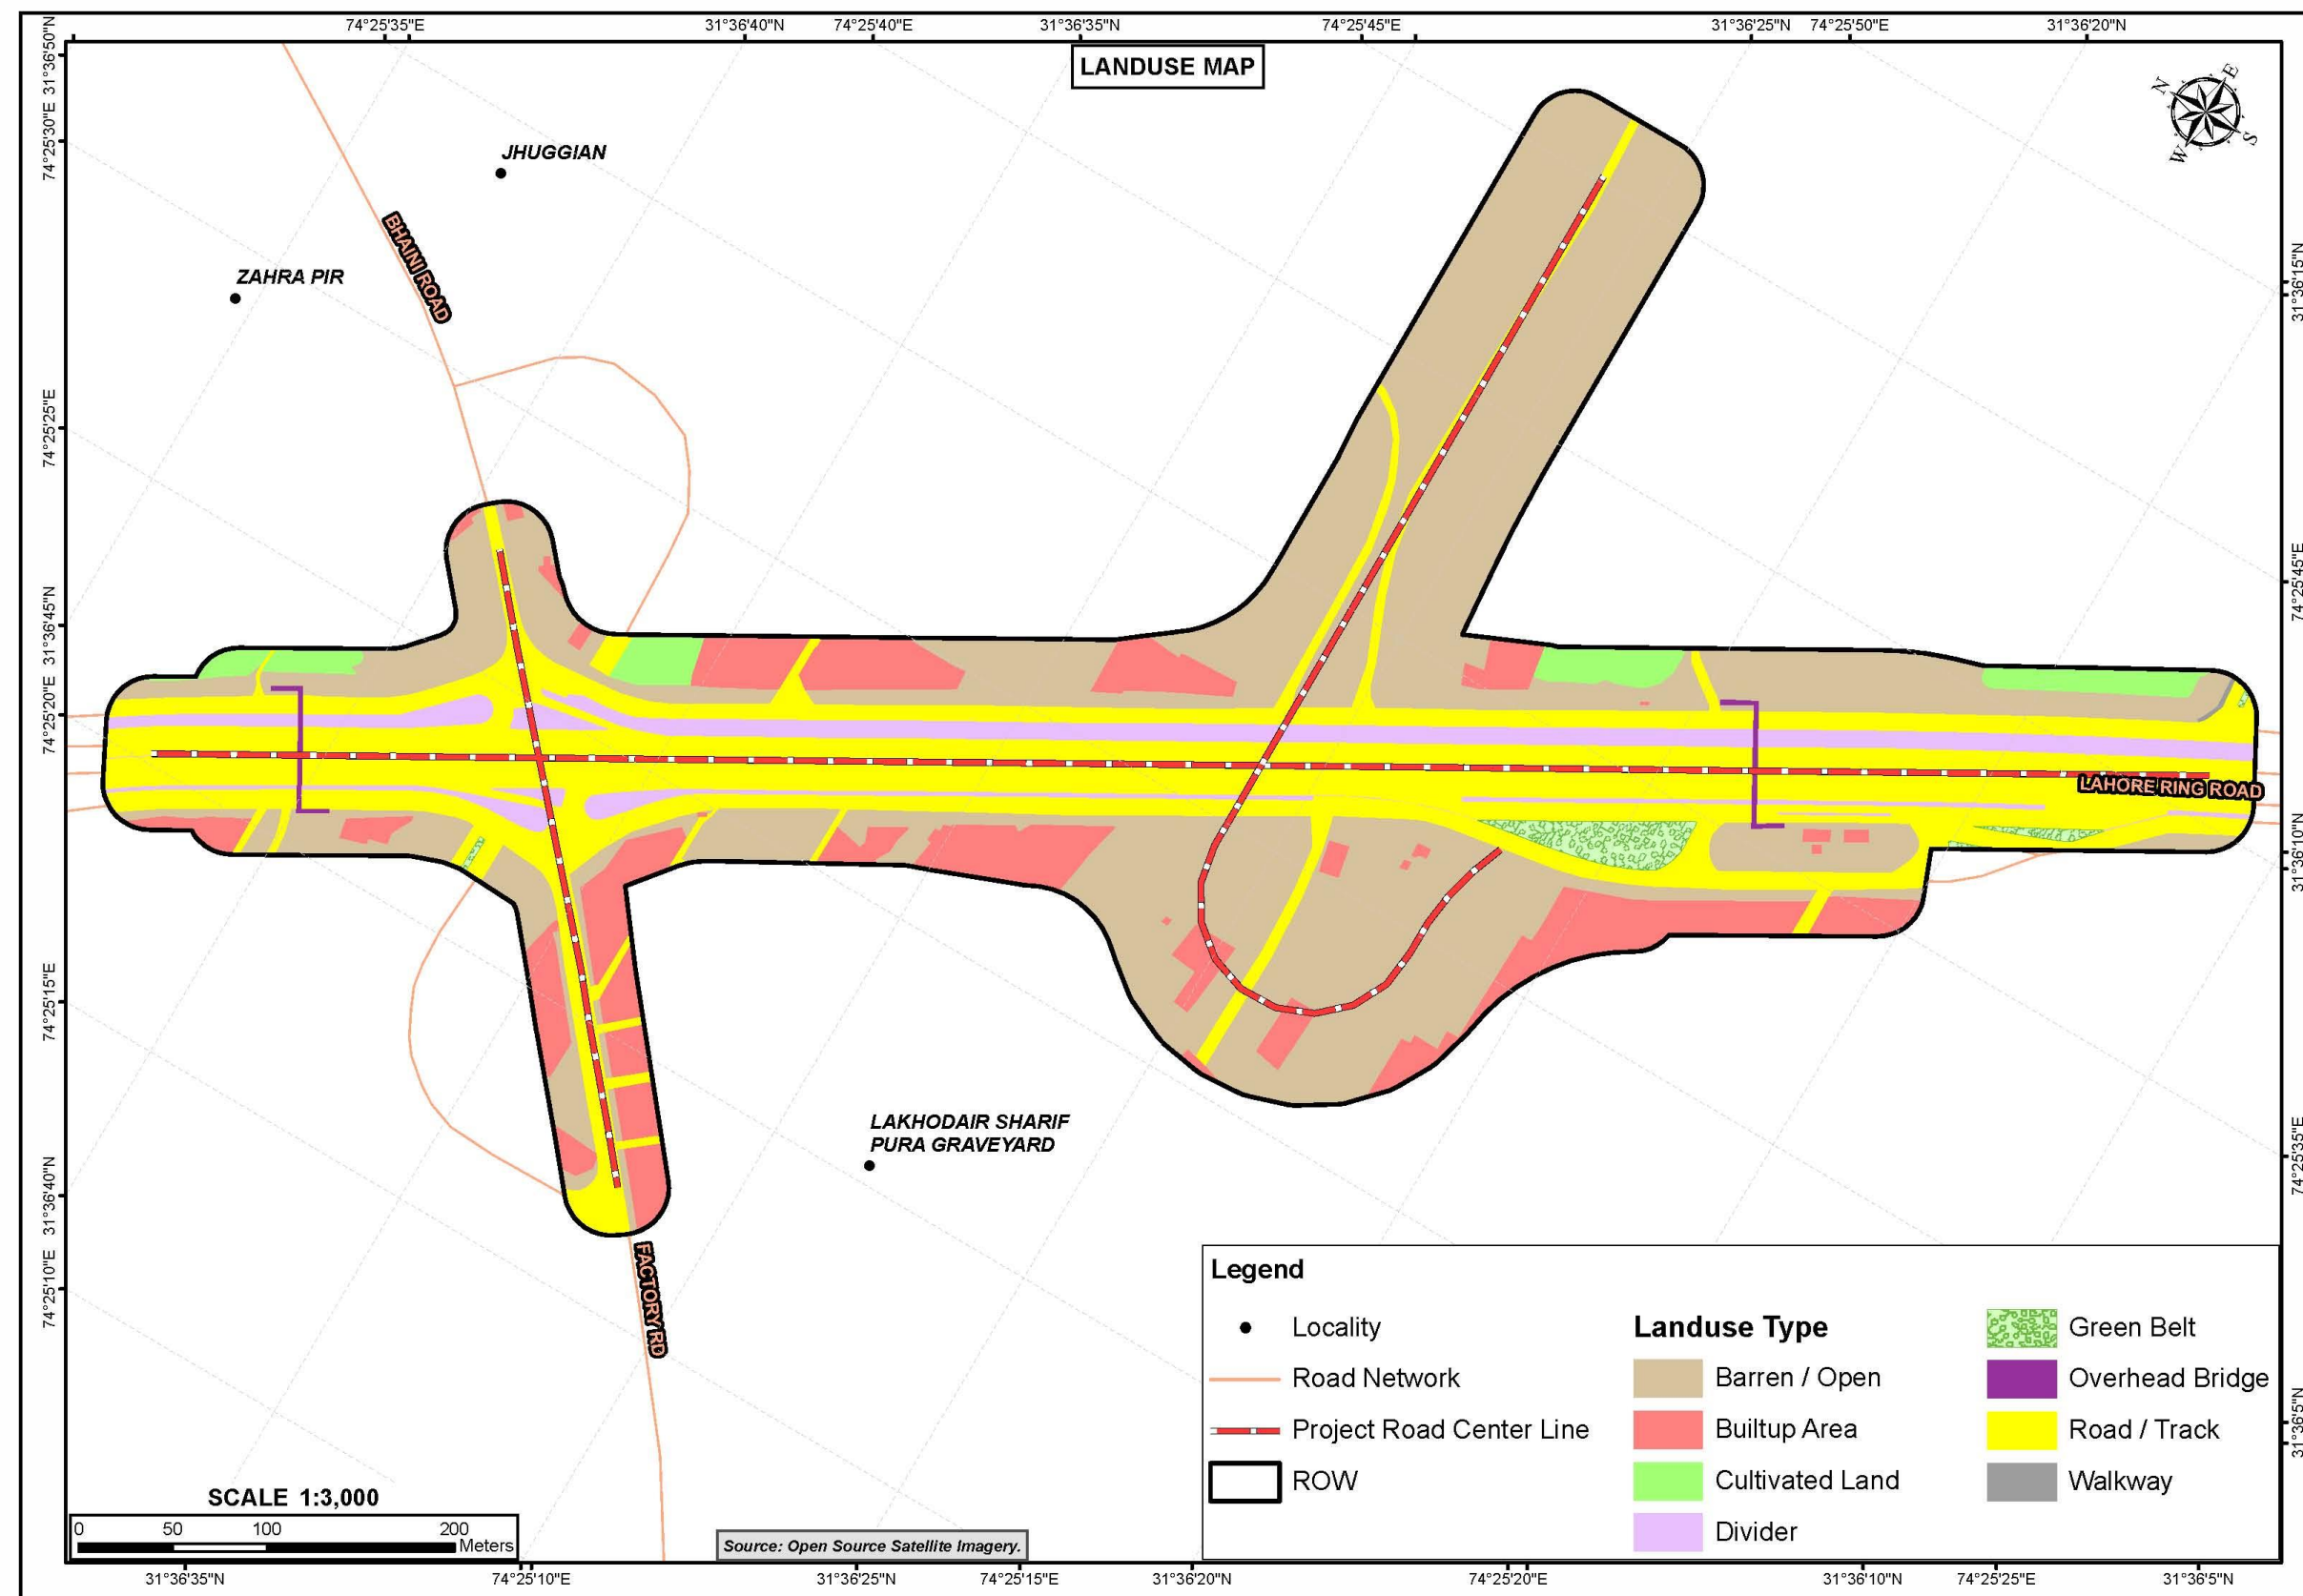 74°25'35"E
31°36'40"N
74°25'40"E
31°36'35"N
74°25'45"E
31°36'25"N
74°25'50"E
31°36'20"N
LANDUSE MAP
N
E
S
W
31°36'50"N
74°25'30"E
74°25'25"E
31°36'45"N
74°25'20"E
74°25'15"E
31°36'40"N
74°25'10"E
31°36'15"N
74°25'45"E
31°36'10"N
74°25'35"E
31°36'5"N
JHUGGIAN
ZAHRA PIR
BHAINI ROAD
LAHORE RING ROAD
LAKHODAIR SHARIF
PURA GRAVEYARD
FACTORY RD
Legend
Locality
Road Network
Project Road Center Line
ROW
Landuse Type
Barren / Open
Builtup Area
Cultivated Land
Divider
Green Belt
Overhead Bridge
Road / Track
Walkway
SCALE 1:3,000
0 50 100 200
Meters
Source: Open Source Satellite Imagery.
31°36'35"N
74°25'10"E
31°36'25"N
74°25'15"E
31°36'20"N
74°25'20"E
31°36'10"N
74°25'25"E
31°36'5"N